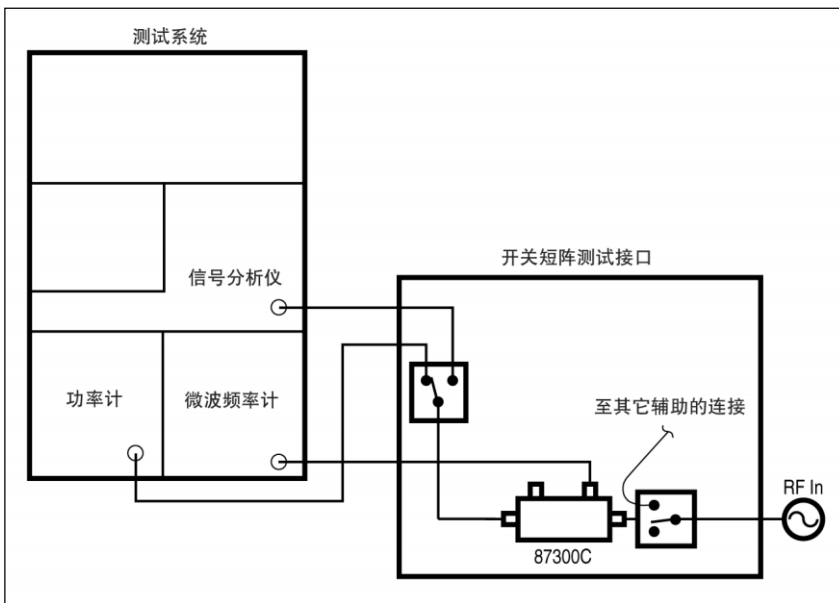 测试系统
信号分析仪
开关短阵测试接口
功率计
微波频率计
至其它辅助的连接
RF In
87300C